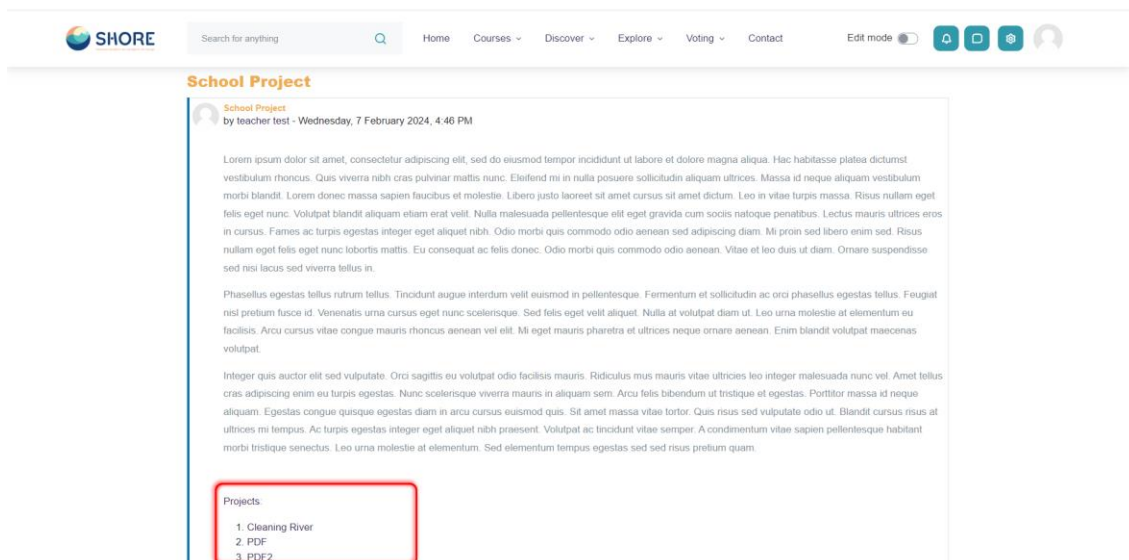 SHORE
Search for anything
Home
Courses
Discover
Explore
Voting
Contact
Edit mode
School Project
School Project
by teacher test - Wednesday, 7 February 2024, 4:46 PM
Lorem ipsum dolor sit amet, consectetur adipiscing elit, sed do eiusmod tempor incididunt ut labore et dolore magna aliqua. Hac habitasse platea dictumst
vestibulum rhoncus. Quis viverra nibh cras pulvinar mattis nunc. Eleifend mi in nulla posuere sollicitudin aliquam ultrices. Massa id neque aliquam vestibulum
morbi blandit. Lorem donec massa sapien faucibus et molestie. Libero justo laoreet sit amet cursus sit amet dictum. Leo in vitae turpis massa. Risus nullam eget
felis eget nunc. Volutpat blandit aliquam etiam erat velit. Nulla malesuada pellentesque elit eget gravida cum sociis natoque penatibus. Lectus mauris ultrices eros
in cursus. Fames ac turpis egestas integer eget aliquet nibh. Odio morbi quis commodo odio aenean sed adipiscing diam. Mi proin sed libero enim sed. Risus
nullam eget felis eget nunc lobortis mattis. Eu consequat ac felis donec. Odio morbi quis commodo odio aenean. Vitae et leo duis ut diam. Ornare suspendisse
sed nisi lacus sed viverra tellus in.
Phasellus egestas tellus rutrum tellus. Tincidunt augue interdum velit euismod in pellentesque. Fermentum et sollicitudin ac orci phasellus egestas tellus. Feugiat
nisl pretium fusce id. Venenatis urna cursus eget nunc scelerisque. Sed felis eget velit aliquet. Nulla at volutpat diam ut. Leo urna molestie at elementum eu
facilisis. Arcu cursus vitae congue mauris rhoncus aenean vel elit. Mi eget mauris pharetra et ultrices neque ornare aenean. Enim blandit volutpat maecenas
volutpat.
Integer quis auctor elit sed vulputate. Orci sagittis eu volutpat odio facilisis mauris. Ridiculus mus mauris vitae ultricies leo integer malesuada nunc vel. Amet tellus
cras adipiscing enim eu turpis egestas. Nunc scelerisque viverra mauris in aliquam sem. Arcu felis bibendum ut tristique et egestas. Porttitor massa id neque
aliquam. Egestas congue quisque egestas diam in arcu cursus euismod quis. Sit amet massa vitae tortor. Quis risus sed vulputate odio ut. Blandit cursus risus at
ultrices mi tempus. Ac turpis egestas integer eget aliquet nibh praesent. Volutpat ac tincidunt vitae semper. A condimentum vitae sapien pellentesque habitant
morbi tristique senectus. Leo urna molestie at elementum. Sed elementum tempus egestas sed sed risus pretium quam.
Projects:
1. Cleaning River
2. PDF
3. PDF2